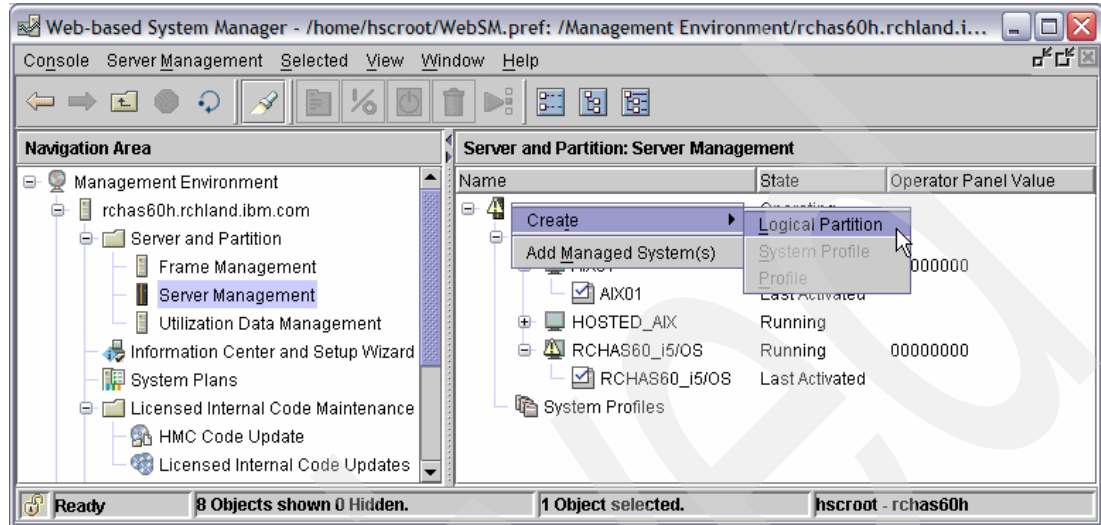 Web-based System Manager - /home/hscroot/WebSM.pref: /Management Environment/rchas60h.rchland.i...
Console Server Management Selected View Window Help
Navigation Area
Management Environment
rchas60h.rchland.ibm.com
Server and Partition
Frame Management
Server Management
Utilization Data Management
Information Center and Setup Wizard
System Plans
Licensed Internal Code Maintenance
HMC Code Update
Licensed Internal Code Updates
Server and Partition: Server Management
Name State Operator Panel Value
Create
Add Managed System(s)
Logical Partition
System Profile
Profile
Operating
AIX01 0000000
AIX01 Last Activated
HOSTED_AIX Running
RCHAS60_i5/OS Running 00000000
RCHAS60_i5/OS Last Activated
System Profiles
Ready 8 Objects shown 0 Hidden. 1 Object selected. hscroot - rchas60h